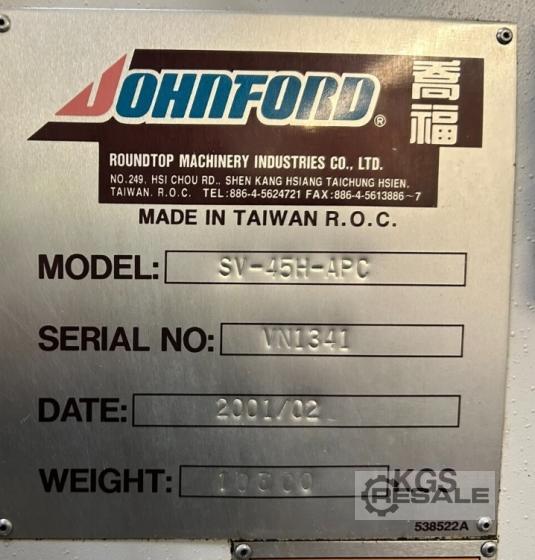 JOHNFORD ® 喬福
ROUNDTOP MACHINERY INDUSTRIES CO., LTD.
NO.249, HSI CHOU RD., SHEN KANG HSIANG TAICHUNG HSIEN,
TAIWAN. R.O.C. TEL:886-4-5624721 FAX:886-4-5613886~7
MADE IN TAIWAN R.O.C.
MODEL: SV-45H-APC
SERIAL NO: VN1341
DATE: 2001/02
WEIGHT: KGS
RESALE
538522A